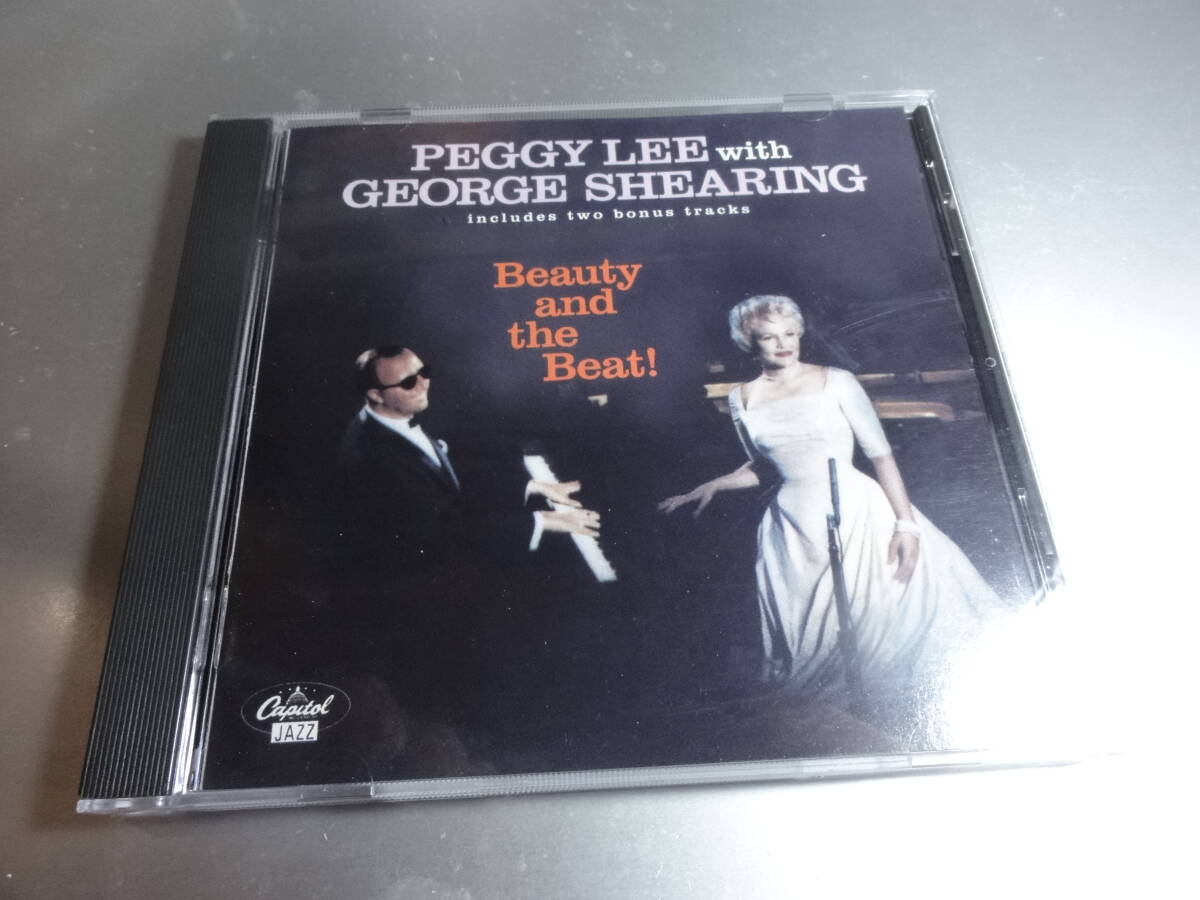 PEGGY LEE with
GEORGE SHEARING
includes two bonus tracks
Beauty
and
the
Beat!
Capitol
JAZZ